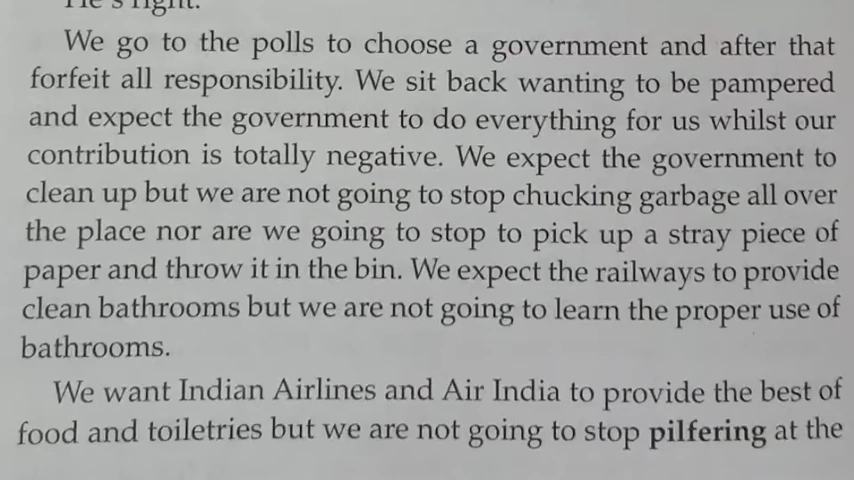 He's right.
We go to the polls to choose a government and after that
forfeit all responsibility. We sit back wanting to be pampered
and expect the government to do everything for us whilst our
contribution is totally negative. We expect the government to
clean up but we are not going to stop chucking garbage all over
the place nor are we going to stop to pick up a stray piece of
paper and throw it in the bin. We expect the railways to provide
clean bathrooms but we are not going to learn the proper use of
bathrooms.
We want Indian Airlines and Air India to provide the best of
food and toiletries but we are not going to stop pilfering at the